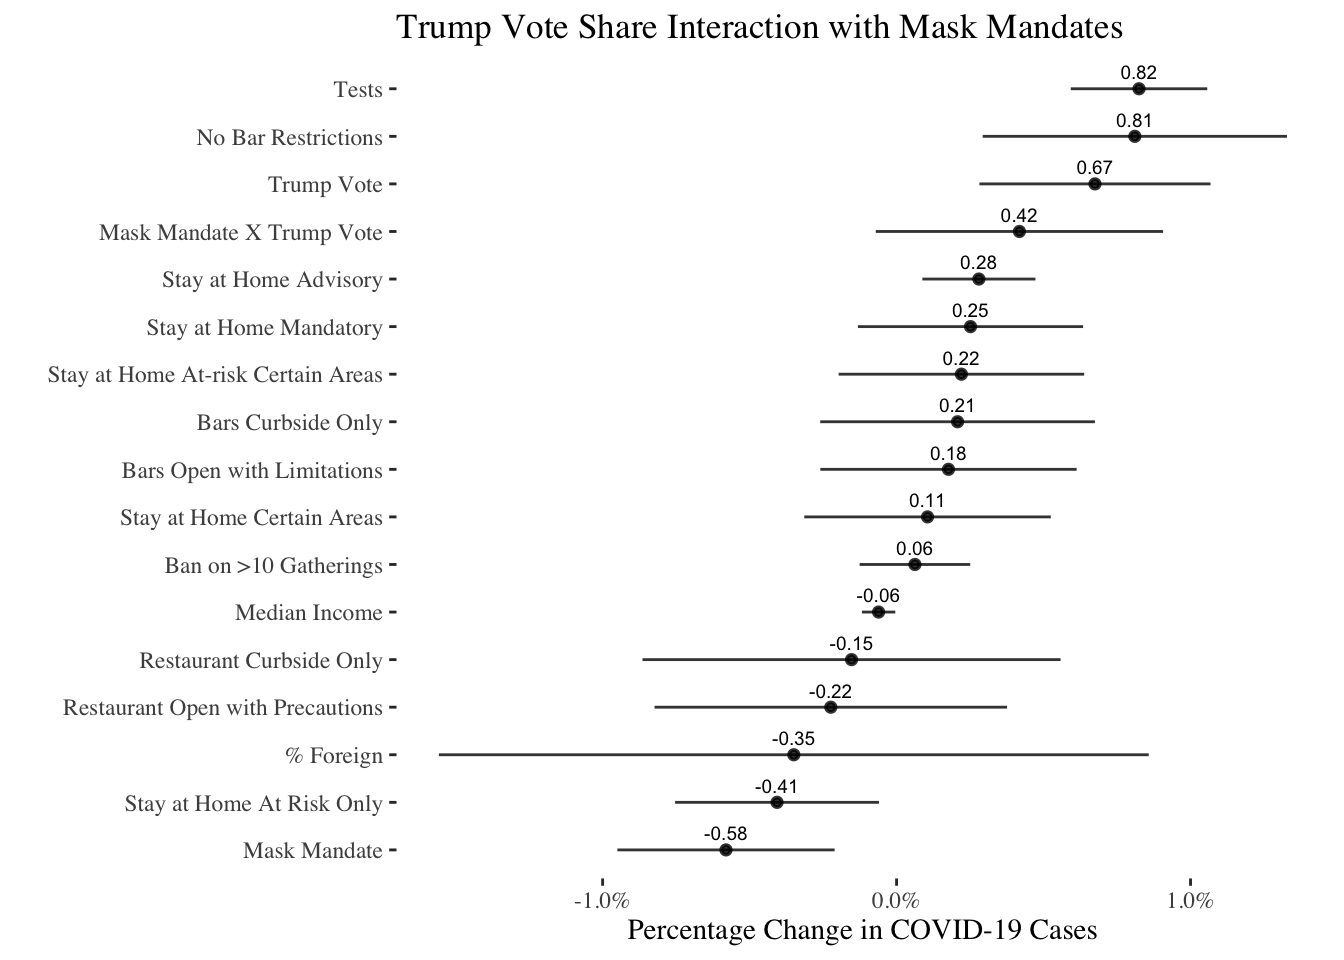 Trump Vote Share Interaction with Mask Mandates
Tests
0.82
No Bar Restrictions
0.81
Trump Vote
0.67
Mask Mandate X Trump Vote
0.42
Stay at Home Advisory
0.28
Stay at Home Mandatory
0.25
Stay at Home At-risk Certain Areas
0.22
Bars Curbside Only
0.21
Bars Open with Limitations
0.18
Stay at Home Certain Areas
0.11
Ban on >10 Gatherings
0.06
Median Income
-0.06
Restaurant Curbside Only
-0.15
Restaurant Open with Precautions
-0.22
% Foreign
-0.35
Stay at Home At Risk Only
-0.41
Mask Mandate
-0.58
-1.0% 0.0% 1.0%
Percentage Change in COVID-19 Cases